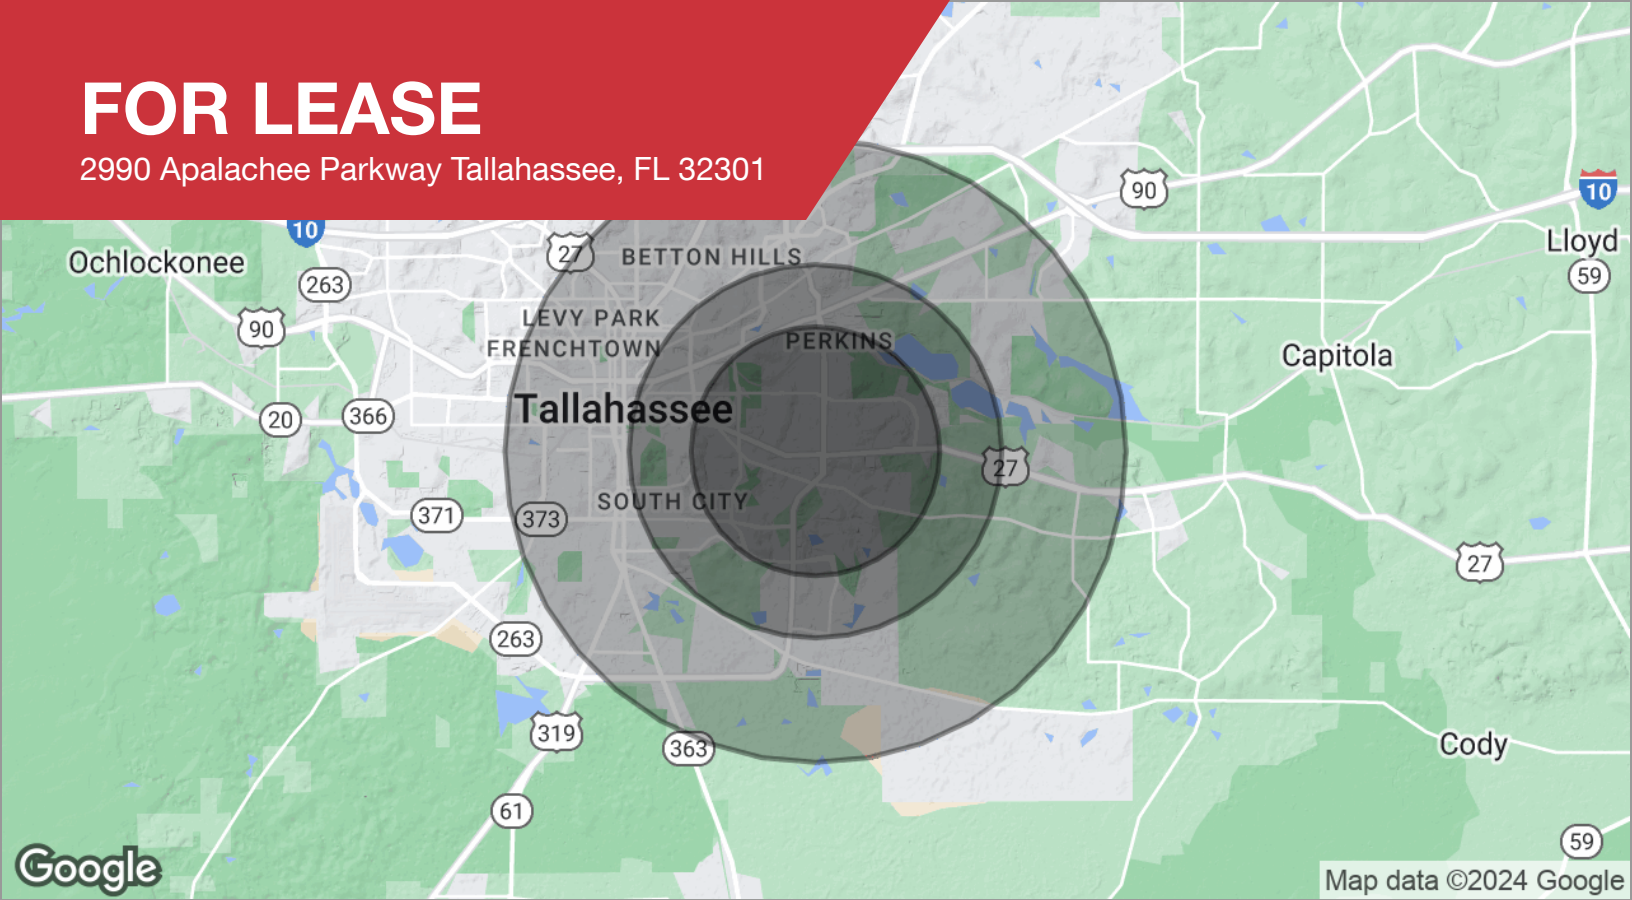 FOR LEASE
2990 Apalachee Parkway Tallahassee, FL 32301
90
10
10
Lloyd
27
BETTON HILLS
Ochlockonee
263
59
LEVY PARK
90
PERKINS
FRENCHTOWN
Capitola
Tallahassee
20
366
27
SOUTH CITY
371
373
27
263
319
363
Cody
61
59
Google
Map data ©2024 Google